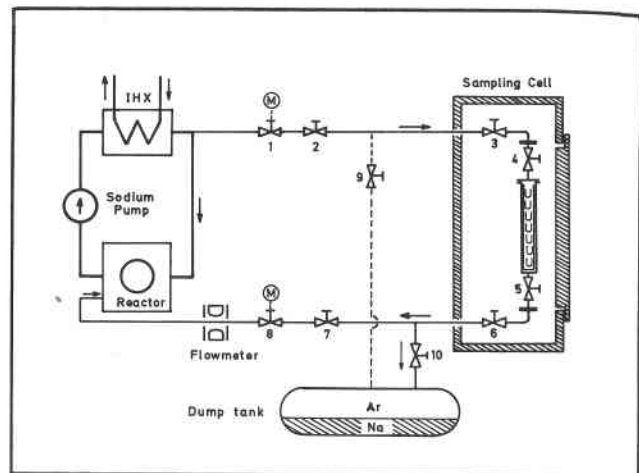 IHX
Sampling Cell
M
1
2
3
4
9
Sodium
Pump
Reactor
M
5
8
7
6
Flowmeter
10
Dump tank
Ar
Na